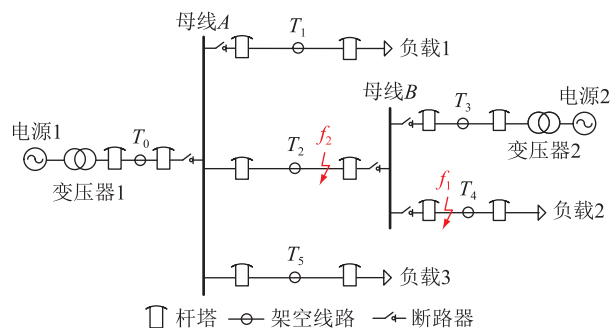 母线A
T₁
负载1
母线B
T₃
电源2
电源1
T₀
T₂
f₂
变压器2
变压器1
f₁
T₄
负载2
T₅
负载3
杆塔 架空线路 断路器